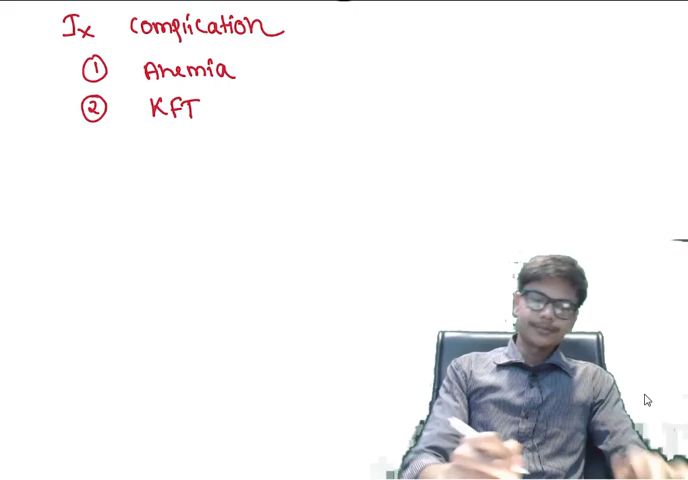 Ix complication
① Anemia
② KFT